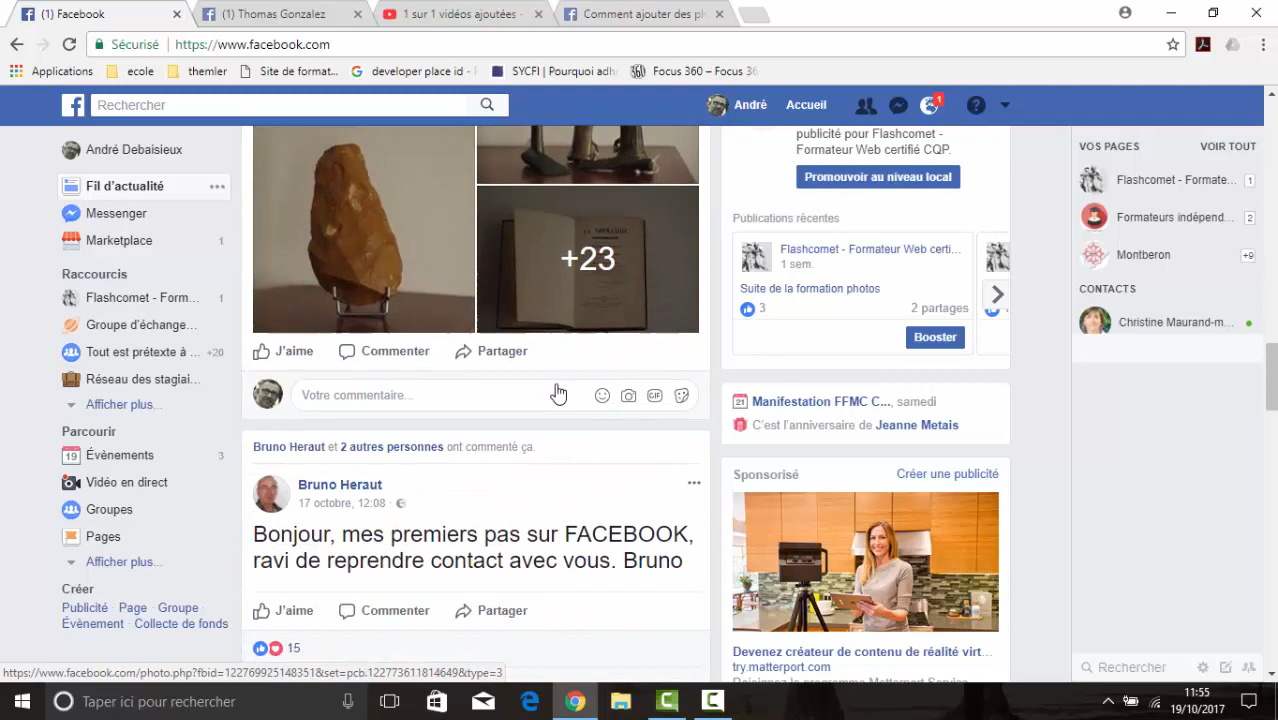 (1) Facebook
(1) Thomas Gonzalez
1 sur 1 vidéos ajoutées -
Comment ajouter des ph
Sécurisé
https://www.facebook.com
Applications
ecole
themler
Site de format...
developer place id - F
SYCFI | Pourquoi adh
Focus 360 – Focus 36
Rechercher
André
Accueil
1
André Debaisieux
Fil d'actualité
Messenger
Marketplace
1
Raccourcis
Flashcomet - Form...
1
Groupe d'échange...
Tout est prétexte à ...
+20
Réseau des stagiai...
Afficher plus...
Parcourir
19
Évènements
3
Vidéo en direct
Groupes
Pages
Afficher plus...
Créer
Publicité · Page · Groupe ·
Évènement · Collecte de fonds
+23
J'aime
Commenter
Partager
Votre commentaire...
GIF
Bruno Heraut et 2 autres personnes ont commenté ça.
Bruno Heraut
17 octobre, 12:08 ·
Bonjour, mes premiers pas sur FACEBOOK,
ravi de reprendre contact avec vous. Bruno
J'aime
Commenter
Partager
15
publicité pour Flashcomet -
Formateur Web certifié CQP.
Promouvoir au niveau local
Publications récentes
Flashcomet - Formateur Web certi...
1 sem.
Suite de la formation photos
3
2 partages
Booster
21
Manifestation FFMC C..., samedi
C'est l'anniversaire de Jeanne Metais
Sponsorisé
Créer une publicité
Devenez créateur de contenu de réalité virt...
try.matterport.com
VOS PAGES
VOIR TOUT
Flashcomet - Formate...
1
Formateurs indépend...
2
Montberon
+9
CONTACTS
Christine Maurand-m...
Rechercher
https://www.facebook.com/photo.php?fbid=1227699251483518&set=pcb.1227736118146498&type=3
Taper ici pour rechercher
11:55
19/10/2017